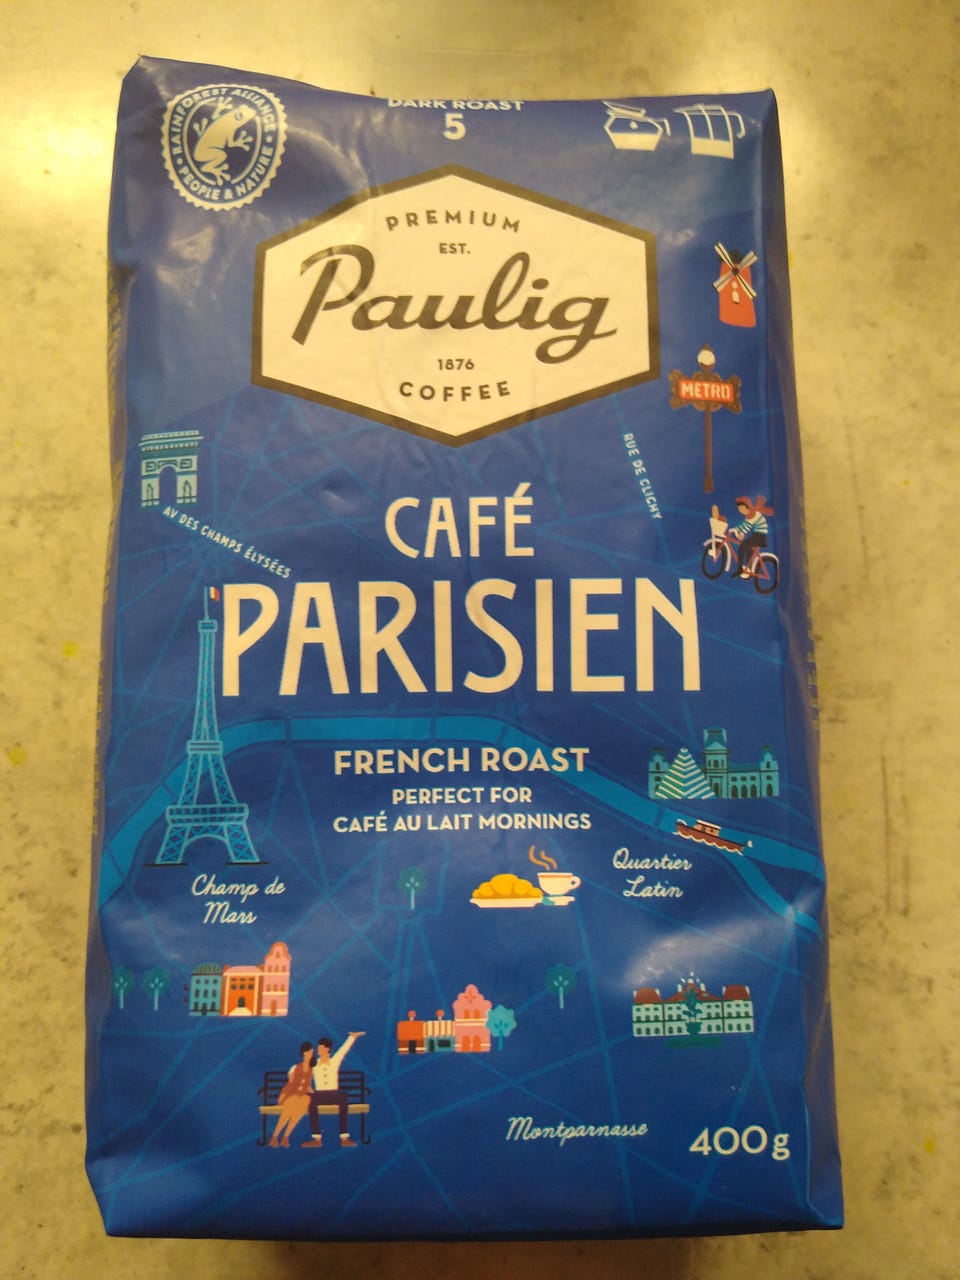 RAINFOREST ALLIANCE
PEOPLE & NATURE
DARK ROAST
5
PREMIUM
EST.
Paulig
1876
COFFEE
METRO
RUE DE CLICHY
AV DES CHAMPS ÉLYSÉES
CAFÉ
PARISIEN
FRENCH ROAST
PERFECT FOR
CAFÉ AU LAIT MORNINGS
Champ de
Mars
Quartier
Latin
Montparnasse
400g